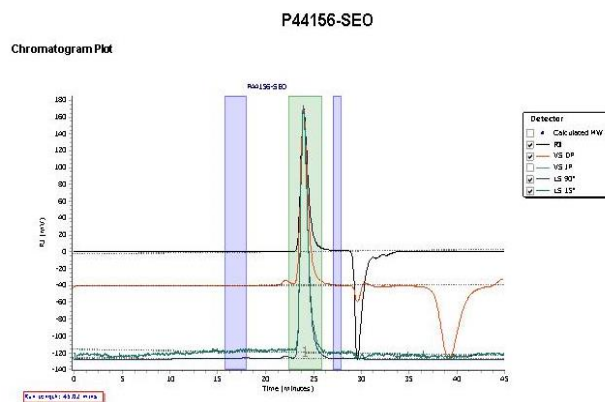 P44156-SEO
Chromatogram Plot
P44156-SEO
180
160
140
120
100
80
60
40
20
0
-20
-40
-60
-80
-100
-120
-140
RI (mV)
0
5
10
15
20
25
30
35
40
45
Time (minutes)
Detector
Calculated MW
RI
VS DP
VS IP
LS 90°
LS 15°